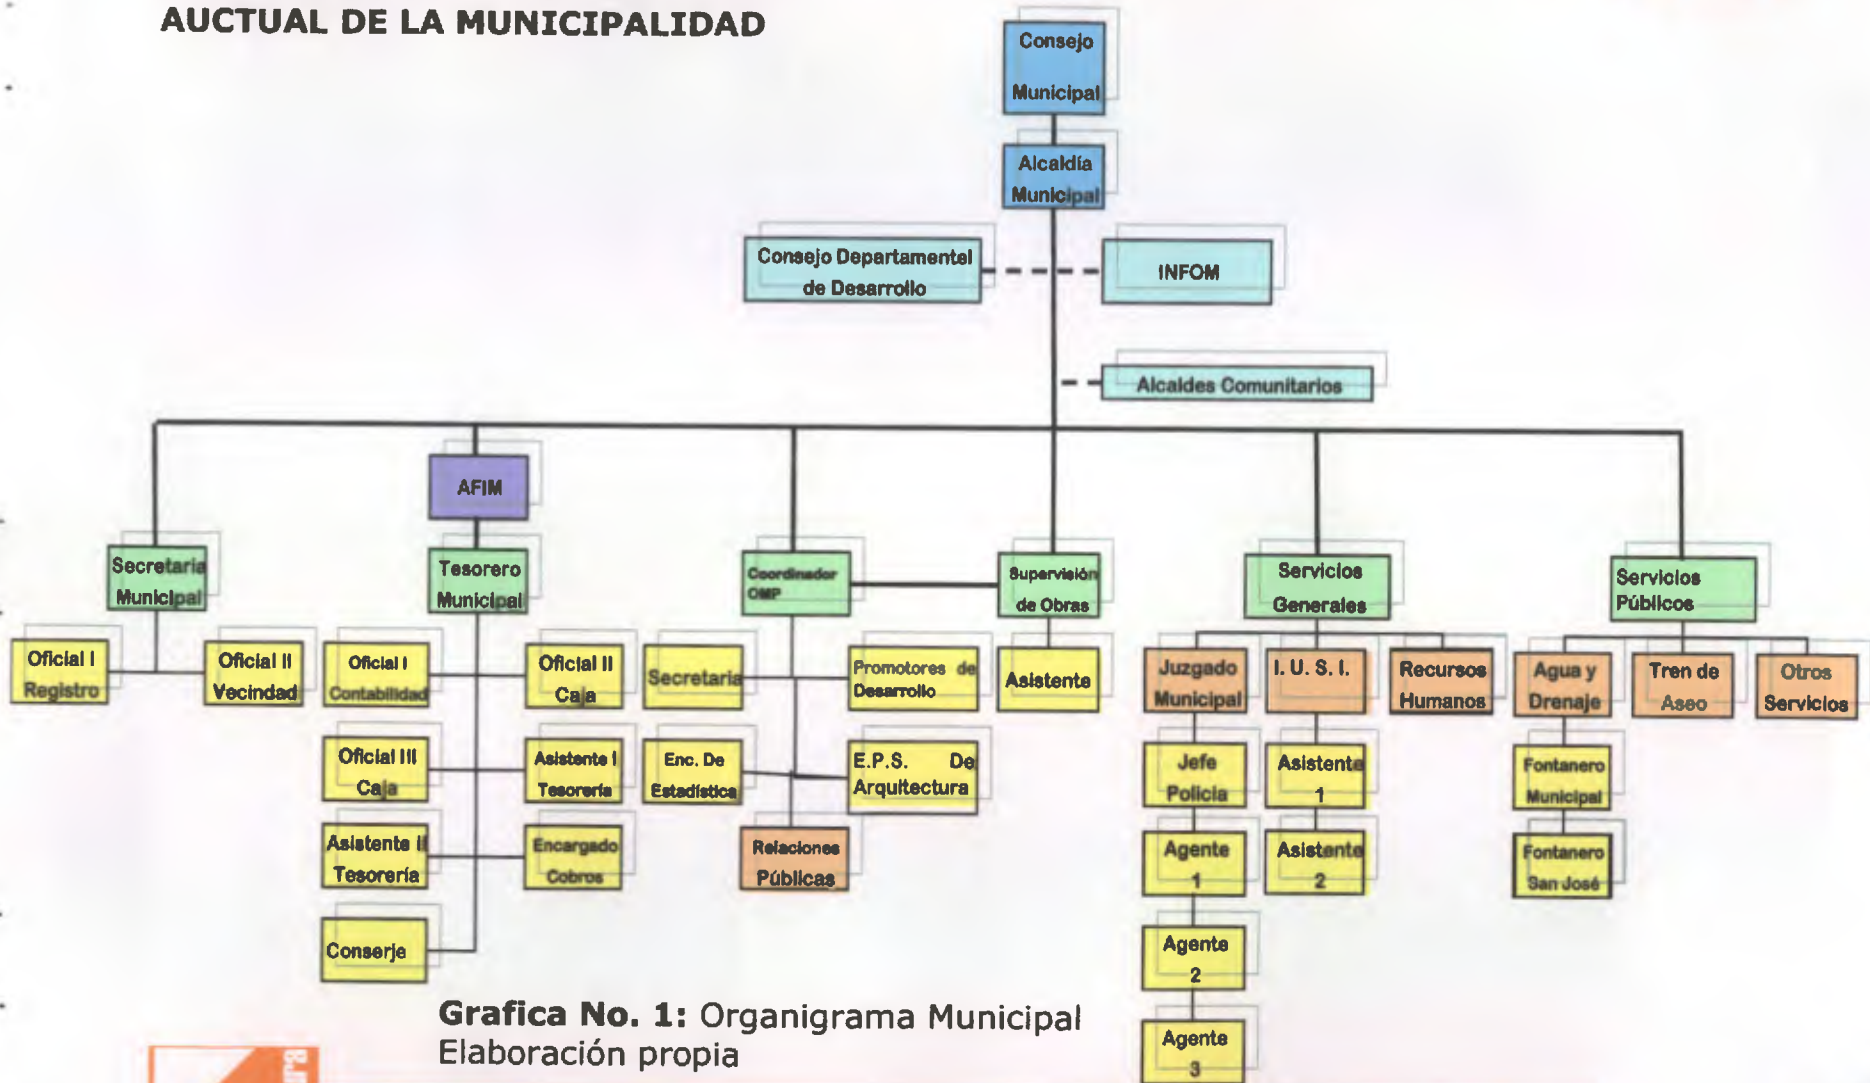 AUCTUAL DE LA MUNICIPALIDAD
Consejo
Municipal
Alcaldía
Municipal
Consejo Departamental
de Desarrollo
INFOM
Alcaldes Comunitarios
AFIM
Secretaria
Municipal
Tesorero
Municipal
Coordinador
OMP
Supervisión
de Obras
Servicios
Generales
Servicios
Públicos
Oficial I
Registro
Oficial II
Vecindad
Oficial I
Contabilidad
Oficial II
Caja
Secretaria
Promotores de
Desarrollo
Asistente
Juzgado
Municipal
I. U. S. I.
Recursos
Humanos
Agua y
Drenaje
Tren de
Aseo
Otros
Servicios
Oficial III
Caja
Asistente I
Tesorería
Enc. De
Estadística
E.P.S. De
Arquitectura
Jefe
Policia
Asistente
1
Fontanero
Municipal
Asistente II
Tesorería
Encargado
Cobros
Relaciones
Públicas
Agente
1
Asistente
2
Fontanero
San José
Conserje
Agente
2
Agente
3
Grafica No. 1: Organigrama Municipal
Elaboración propia